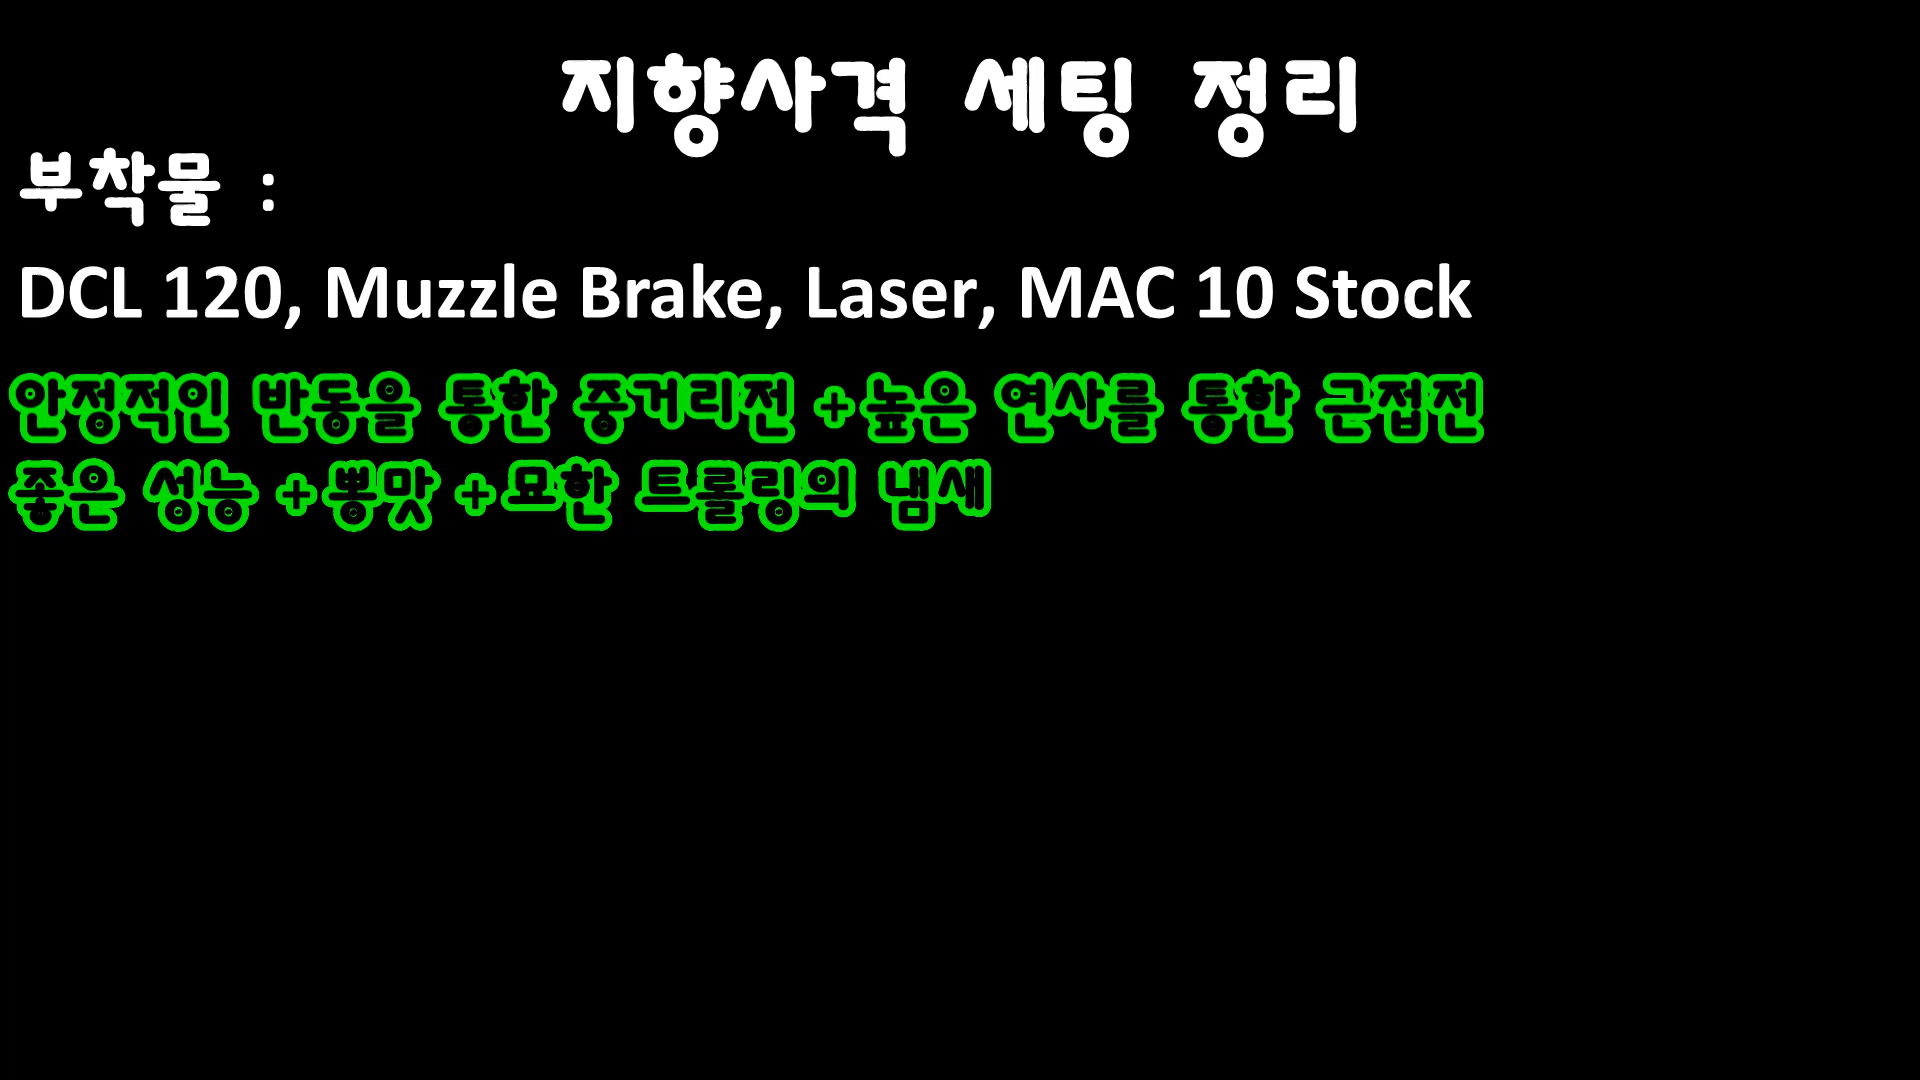 지향사격 세팅 정리
부착물 :
DCL 120, Muzzle Brake, Laser, MAC 10 Stock
안정적인 반동을 통한 중거리전 +높은 연사를 통한 근접전
좋은 성능 +뽕맛 +묘한 트롤링의 냄새